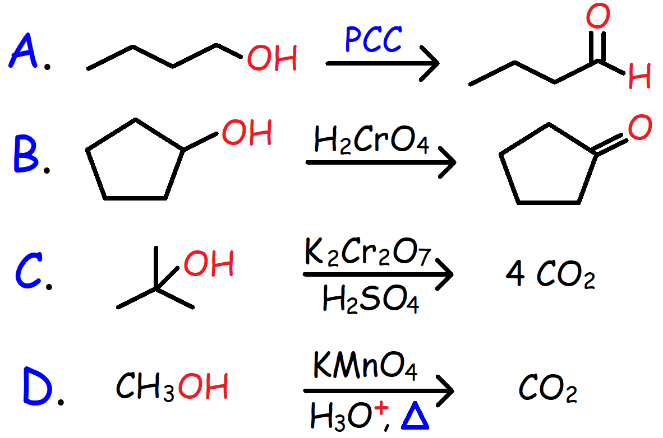 A. OH PCC O H
B. OH H₂CrO₄ O
C. OH K₂Cr₂O₇ H₂SO₄ 4 CO₂
D. CH₃OH KMnO₄ H₃O⁺, Δ CO₂